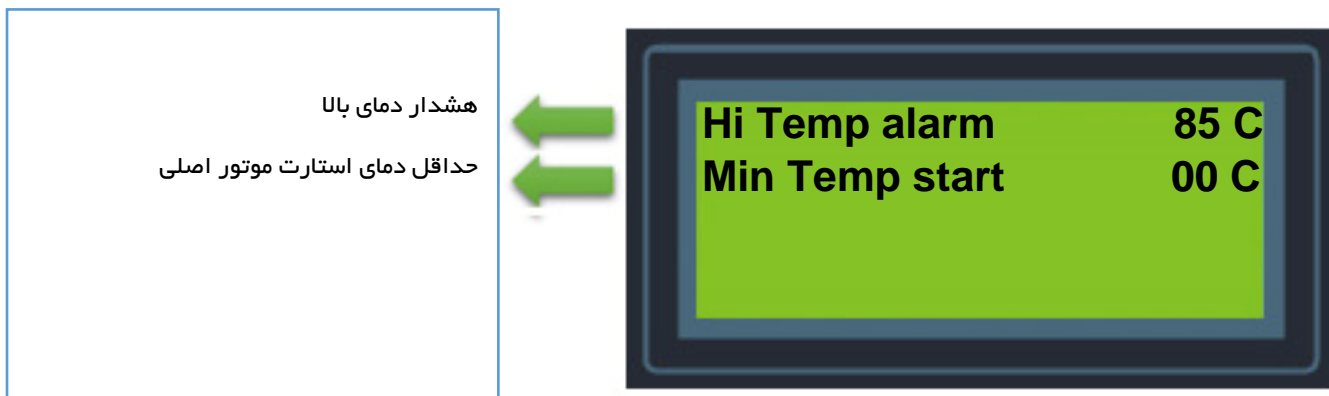 هشدار دمای بالا
حداقل دمای استارت موتور اصلی
Hi Temp alarm 85 C
Min Temp start 00 C